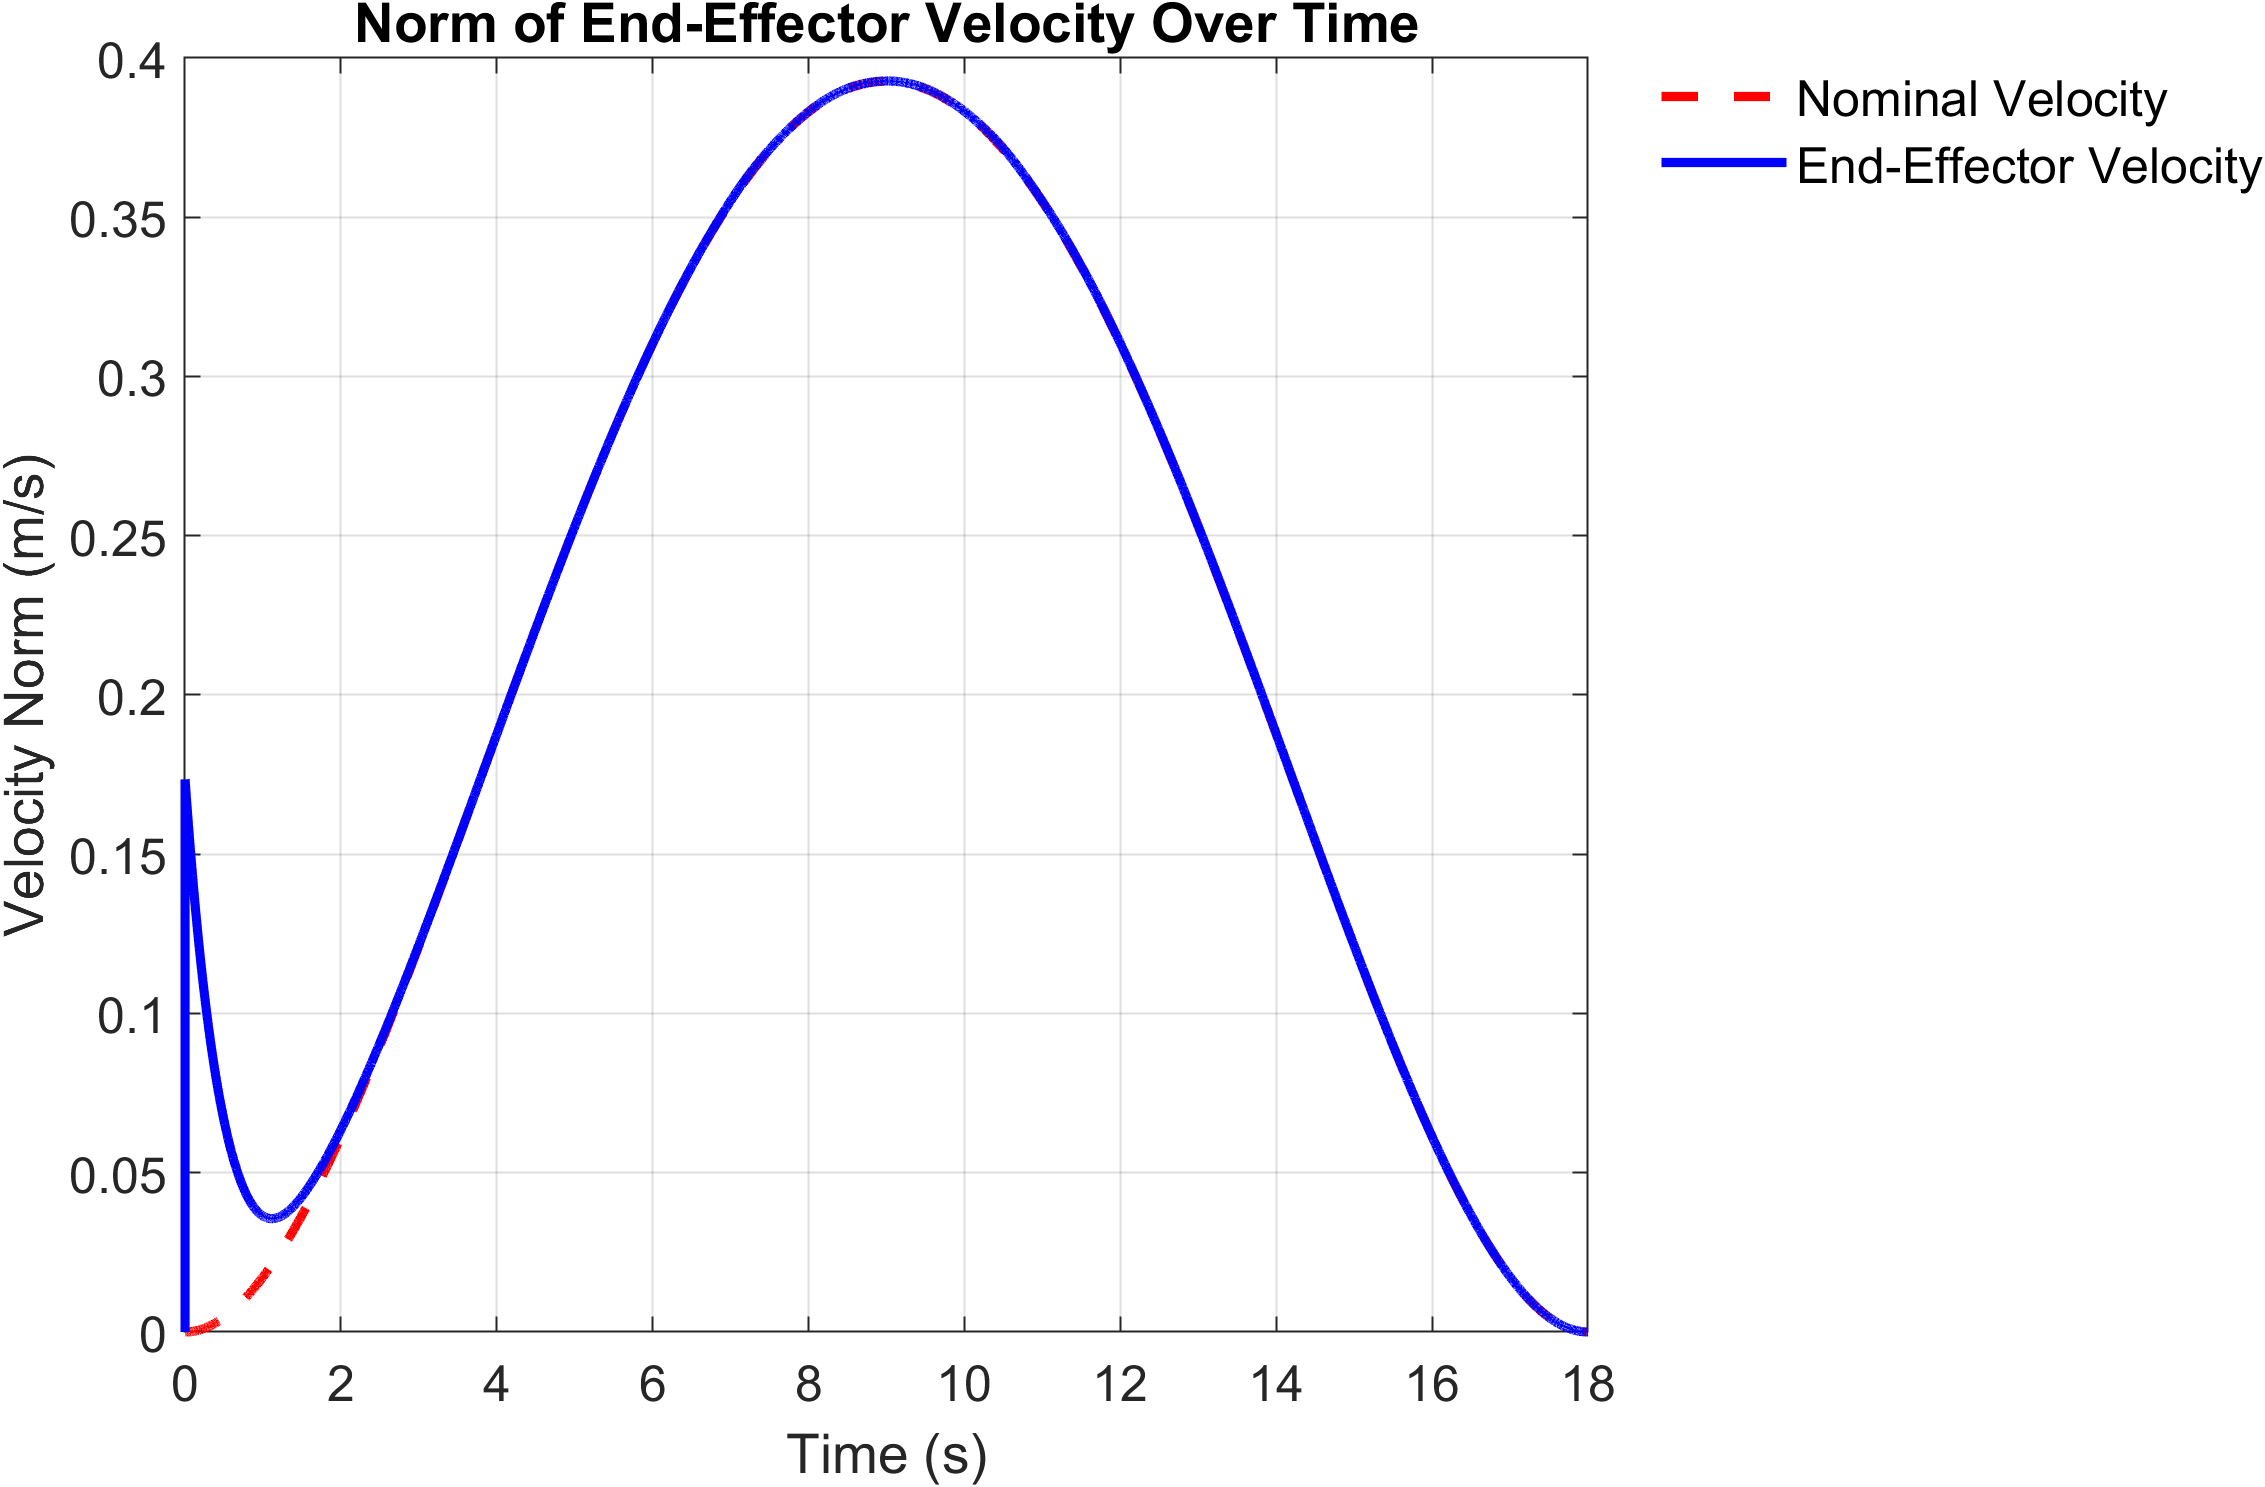 Norm of End-Effector Velocity Over Time
Nominal Velocity
End-Effector Velocity
Velocity Norm (m/s)
0.4
0.35
0.3
0.25
0.2
0.15
0.1
0.05
0
0 2 4 6 8 10 12 14 16 18
Time (s)